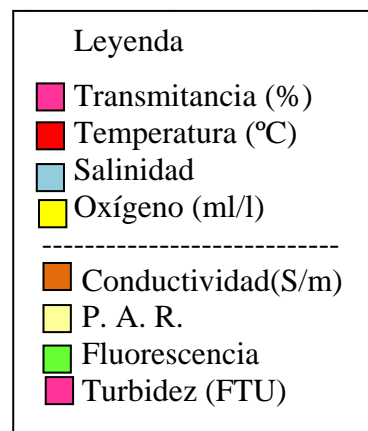 Leyenda
Transmitancia (%)
Temperatura (ºC)
Salinidad
Oxígeno (ml/l)
----------------------------
Conductividad(S/m)
P. A. R.
Fluorescencia
Turbidez (FTU)